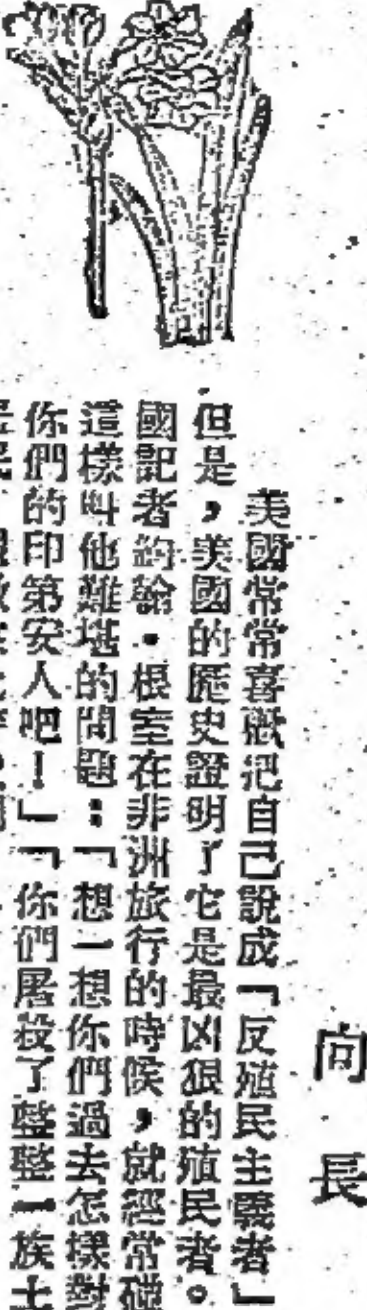 向長
美國常常喜歡把自己說成「反殖民主義者」
但是，美國的歷史證明了它是最凶狠的殖民者。
國記者約翰·根室在非洲旅行的時候，就經常碰
這樣叫他難堪的問題：「想一想你們過去怎樣對
你們的印第安人吧！」「你們屠殺了整整一族土